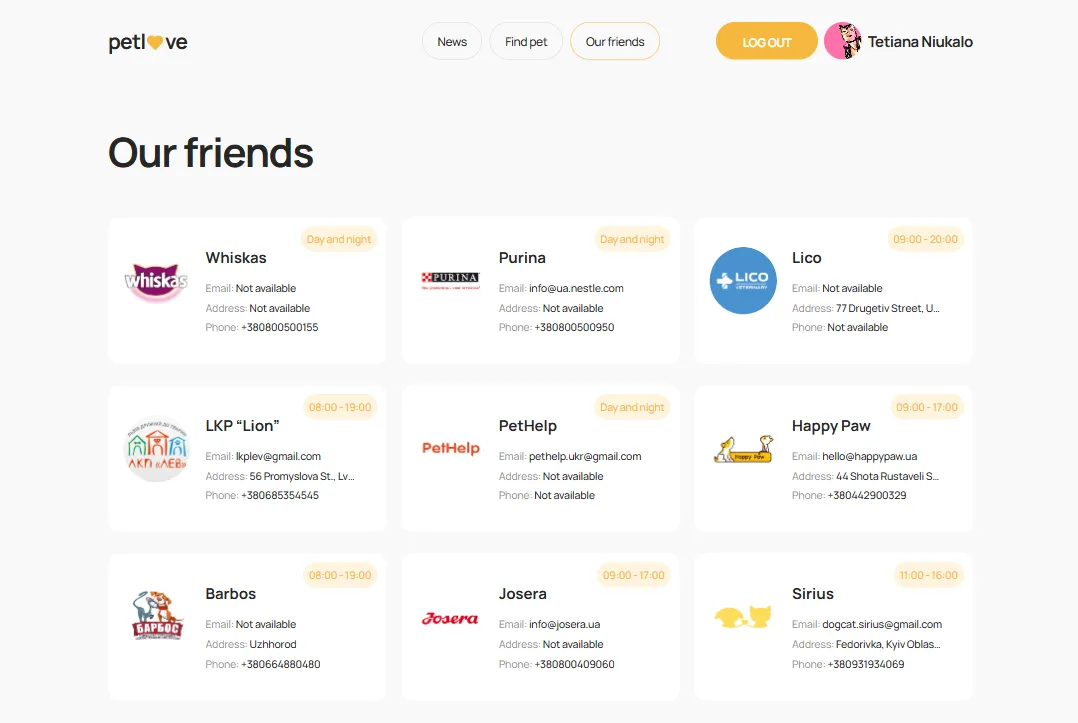 petl ve
News
Find pet
Our friends
LOG OUT
Tetiana Niukalo
Our friends
Day and night
Whiskas
whiskas
Email: Not available
Address: Not available
Phone: +380800500155
Day and night
Purina
PURINA
Email: info@ua.nestle.com
Address: Not available
Phone: +380800500950
09:00 - 20:00
Lico
LICO
VETERINARY
Email: Not available
Address: 77 Drugetiv Street, U...
Phone: Not available
08:00 - 19:00
LKP “Lion”
ЛКП «ЛЕВ»
Email: lkplev@gmail.com
Address: 56 Promyslova St., Lv...
Phone: +380685354545
Day and night
PetHelp
PetHelp
Email: pethelp.ukr@gmail.com
Address: Not available
Phone: Not available
09:00 - 17:00
Happy Paw
Happy Paw
Email: hello@happypaw.ua
Address: 44 Shota Rustaveli S...
Phone: +380442900329
08:00 - 19:00
Barbos
БАРБОС
Email: Not available
Address: Uzhhorod
Phone: +380664880480
09:00 - 17:00
Josera
Josera
Email: info@josera.ua
Address: Not available
Phone: +380800409060
11:00 - 16:00
Sirius
Email: dogcat.sirius@gmail.com
Address: Fedorivka, Kyiv Oblas...
Phone: +380931934069